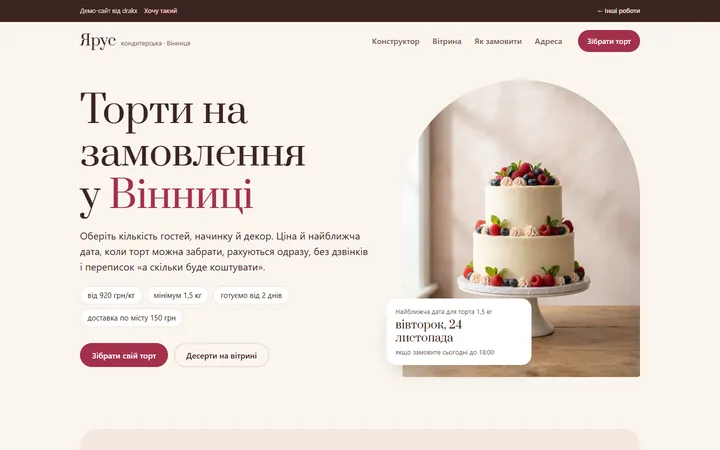 Демо-сайт від drakx Хочу такий ← Інші роботи
Ярус кондитерська · Вінниця Конструктор Вітрина Як замовити Адреса Зібрати торт
Торти на
замовлення
у Вінниці
Оберіть кількість гостей, начинку й декор. Ціна й найближча
дата, коли торт можна забрати, рахуються одразу, без дзвінків
і переписок «а скільки буде коштувати».
від 920 грн/кг мінімум 1,5 кг готуємо від 2 днів
доставка по місту 150 грн
Зібрати свій торт Десерти на вітрині
Найближча дата для торта 1,5 кг
вівторок, 24
листопада
якщо замовите сьогодні до 18:00